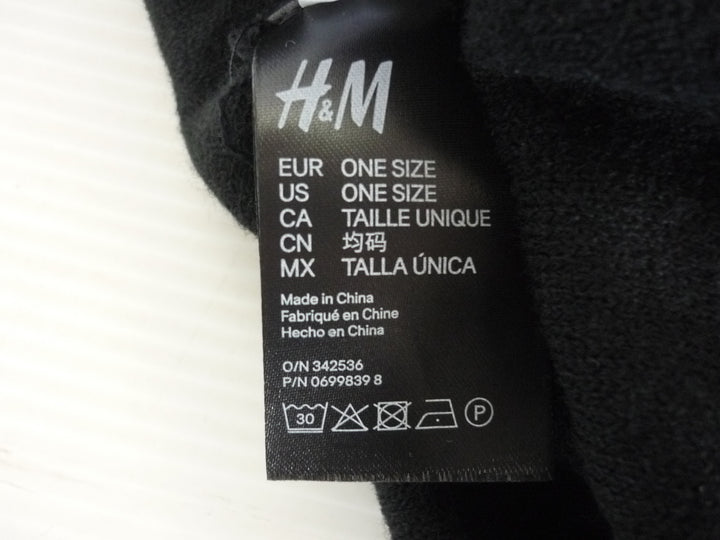 H&M
EUR ONE SIZE
US ONE SIZE
CA TAILLE UNIQUE
CN 均码
MX TALLA ÚNICA
Made in China
Fabriqué en Chine
Hecho en China
O/N 342536
P/N 0699839 8
30 P